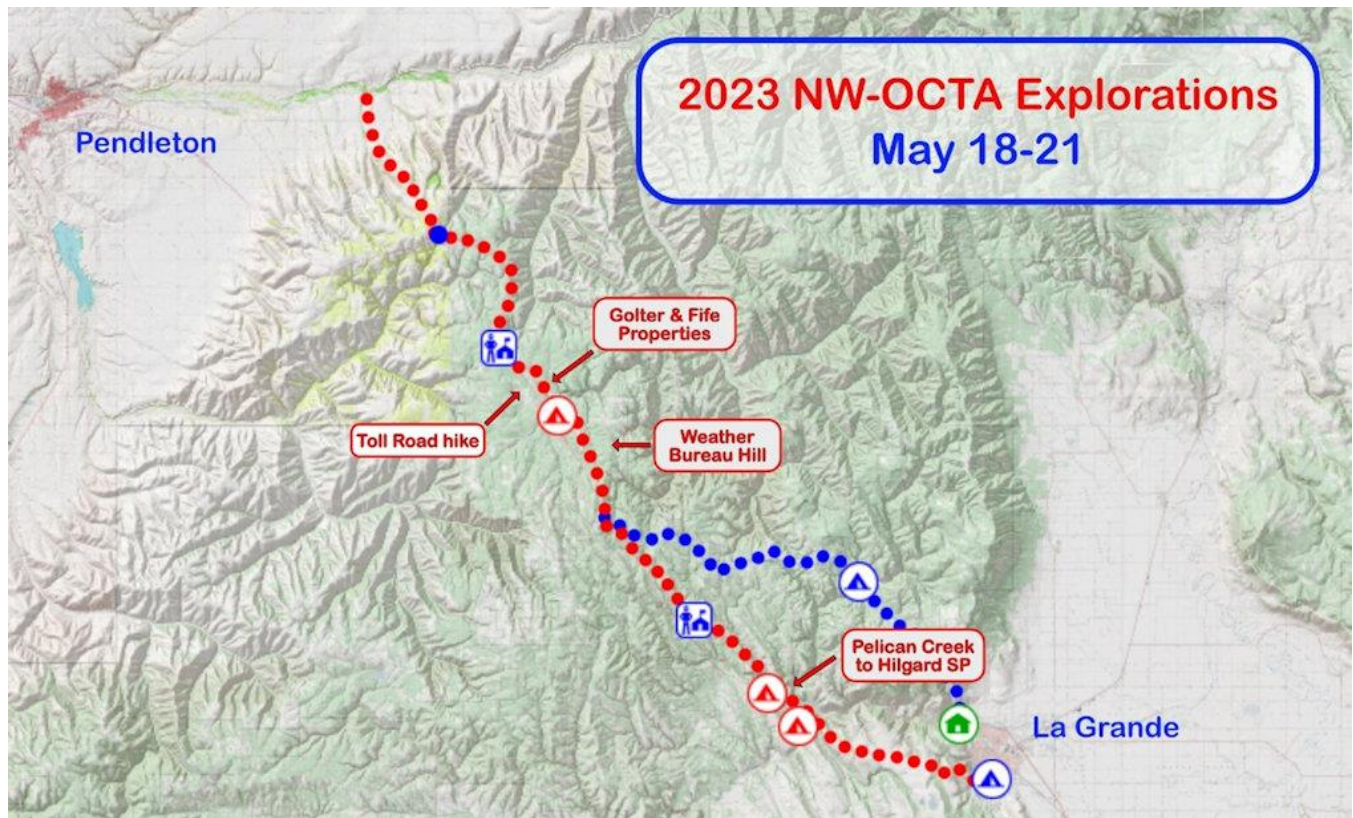 2023 NW-OCTA Explorations
May 18-21
Pendleton
Golter & Fife
Properties
Toll Road hike
Weather
Bureau Hill
Pelican Creek
to Hilgard SP
La Grande